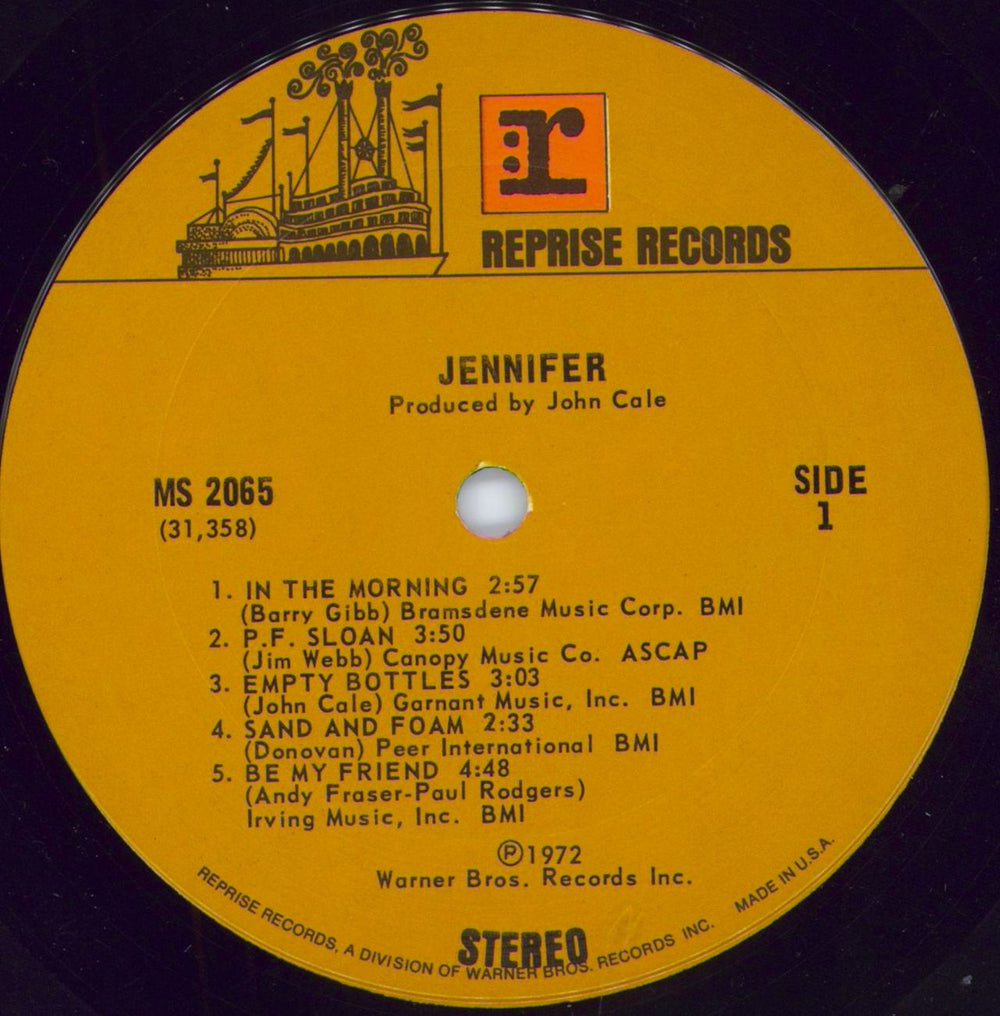 r
REPRISE RECORDS
JENNIFER
Produced by John Cale
MS 2065
(31,358)
SIDE
1
1. IN THE MORNING 2:57
(Barry Gibb) Bramsdene Music Corp. BMI
2. P.F. SLOAN 3:50
(Jim Webb) Canopy Music Co. ASCAP
3. EMPTY BOTTLES 3:03
(John Cale) Garnant Music, Inc. BMI
4. SAND AND FOAM 2:33
(Donovan) Peer International BMI
5. BE MY FRIEND 4:48
(Andy Fraser-Paul Rodgers)
Irving Music, Inc. BMI
℗1972
Warner Bros. Records Inc.
STEREO
REPRISE RECORDS, A DIVISION OF WARNER BROS. RECORDS INC. MADE IN U.S.A.